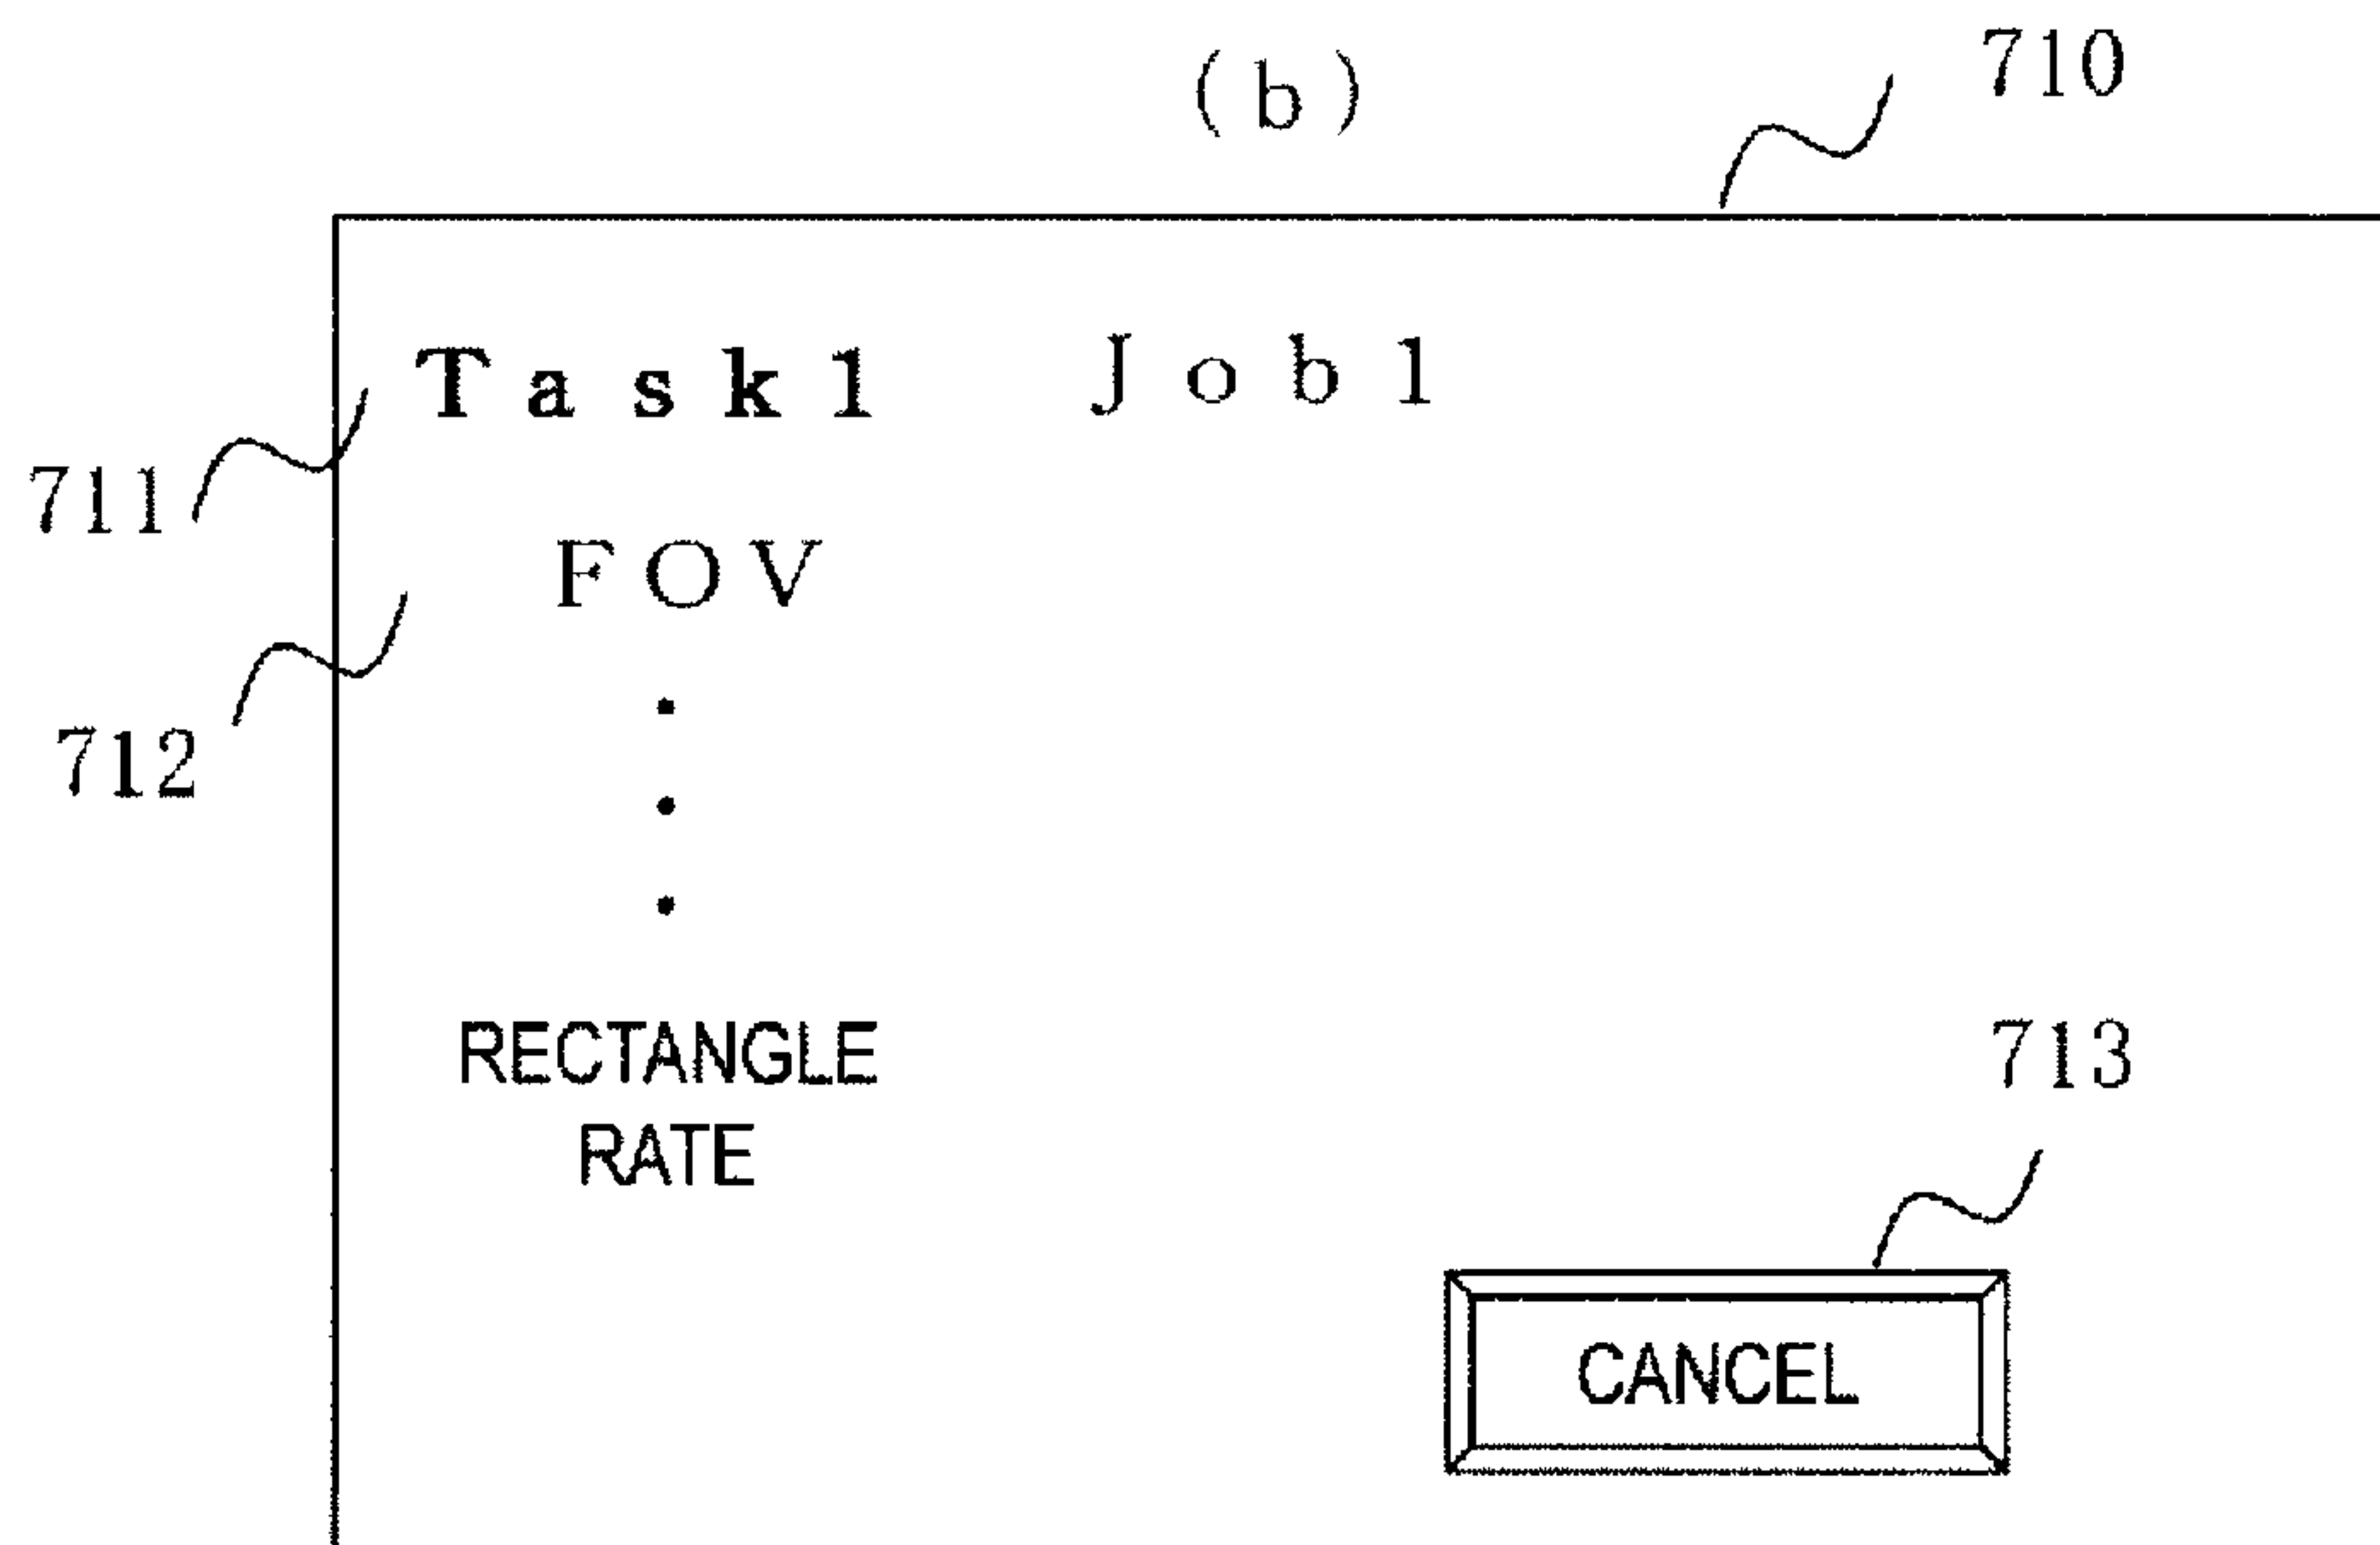 (b)
710
Task1 Job1
711
FOV
712
RECTANGLE
RATE
713
CANCEL